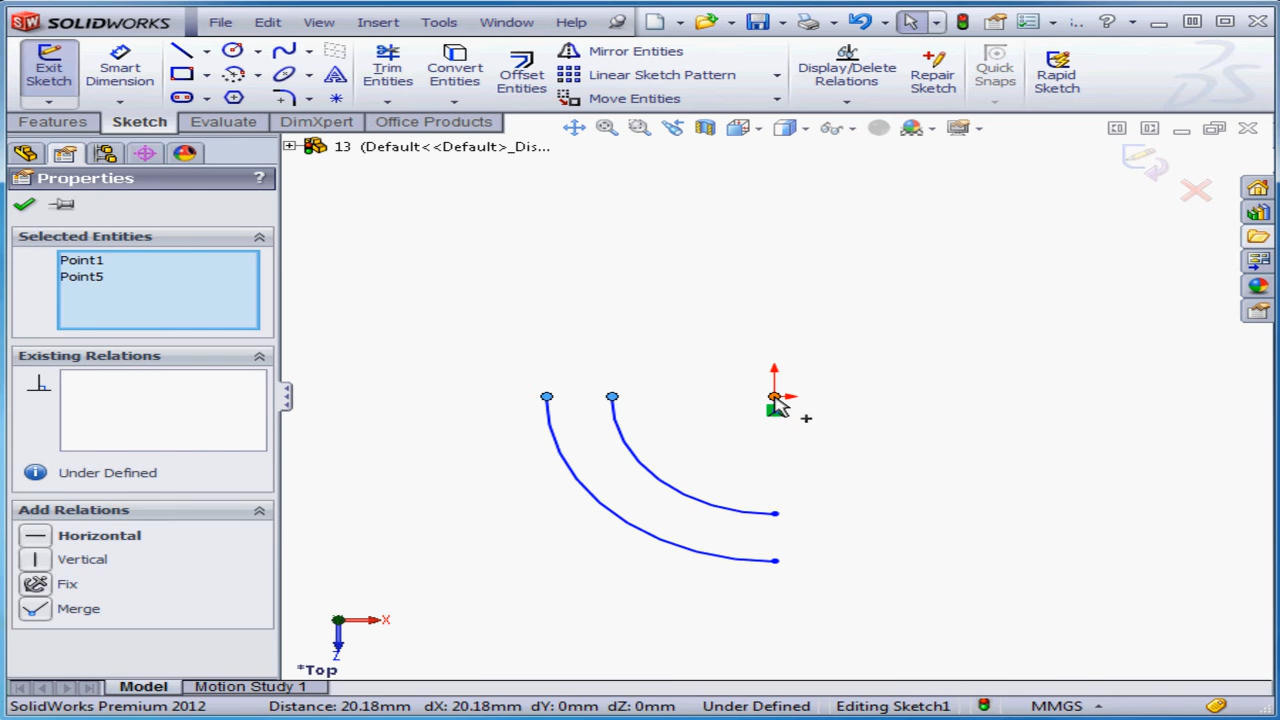 SOLIDWORKS File Edit View Insert Tools Window Help
Exit Sketch
Smart Dimension
Trim Entities
Convert Entities
Offset Entities
Mirror Entities
Linear Sketch Pattern
Move Entities
Display/Delete Relations
Repair Sketch
Quick Snaps
Rapid Sketch
Features Sketch Evaluate DimXpert Office Products
13 (Default<<Default>_Dis...
Properties ?
Selected Entities
Point1
Point5
Existing Relations
Under Defined
Add Relations
Horizontal
Vertical
Fix
Merge
X
Z
*Top
Model Motion Study 1
SolidWorks Premium 2012 Distance: 20.18mm dX: 20.18mm dY: 0mm dZ: 0mm Under Defined Editing Sketch1 MMGS